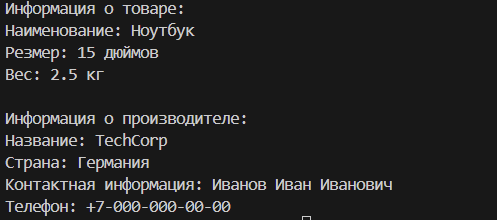 Информация о товаре:
Наименование: Ноутбук
Резмер: 15 дюймов
Вес: 2.5 кг

Информация о производителе:
Название: TechCorp
Страна: Германия
Контактная информация: Иванов Иван Иванович
Телефон: +7-000-000-00-00